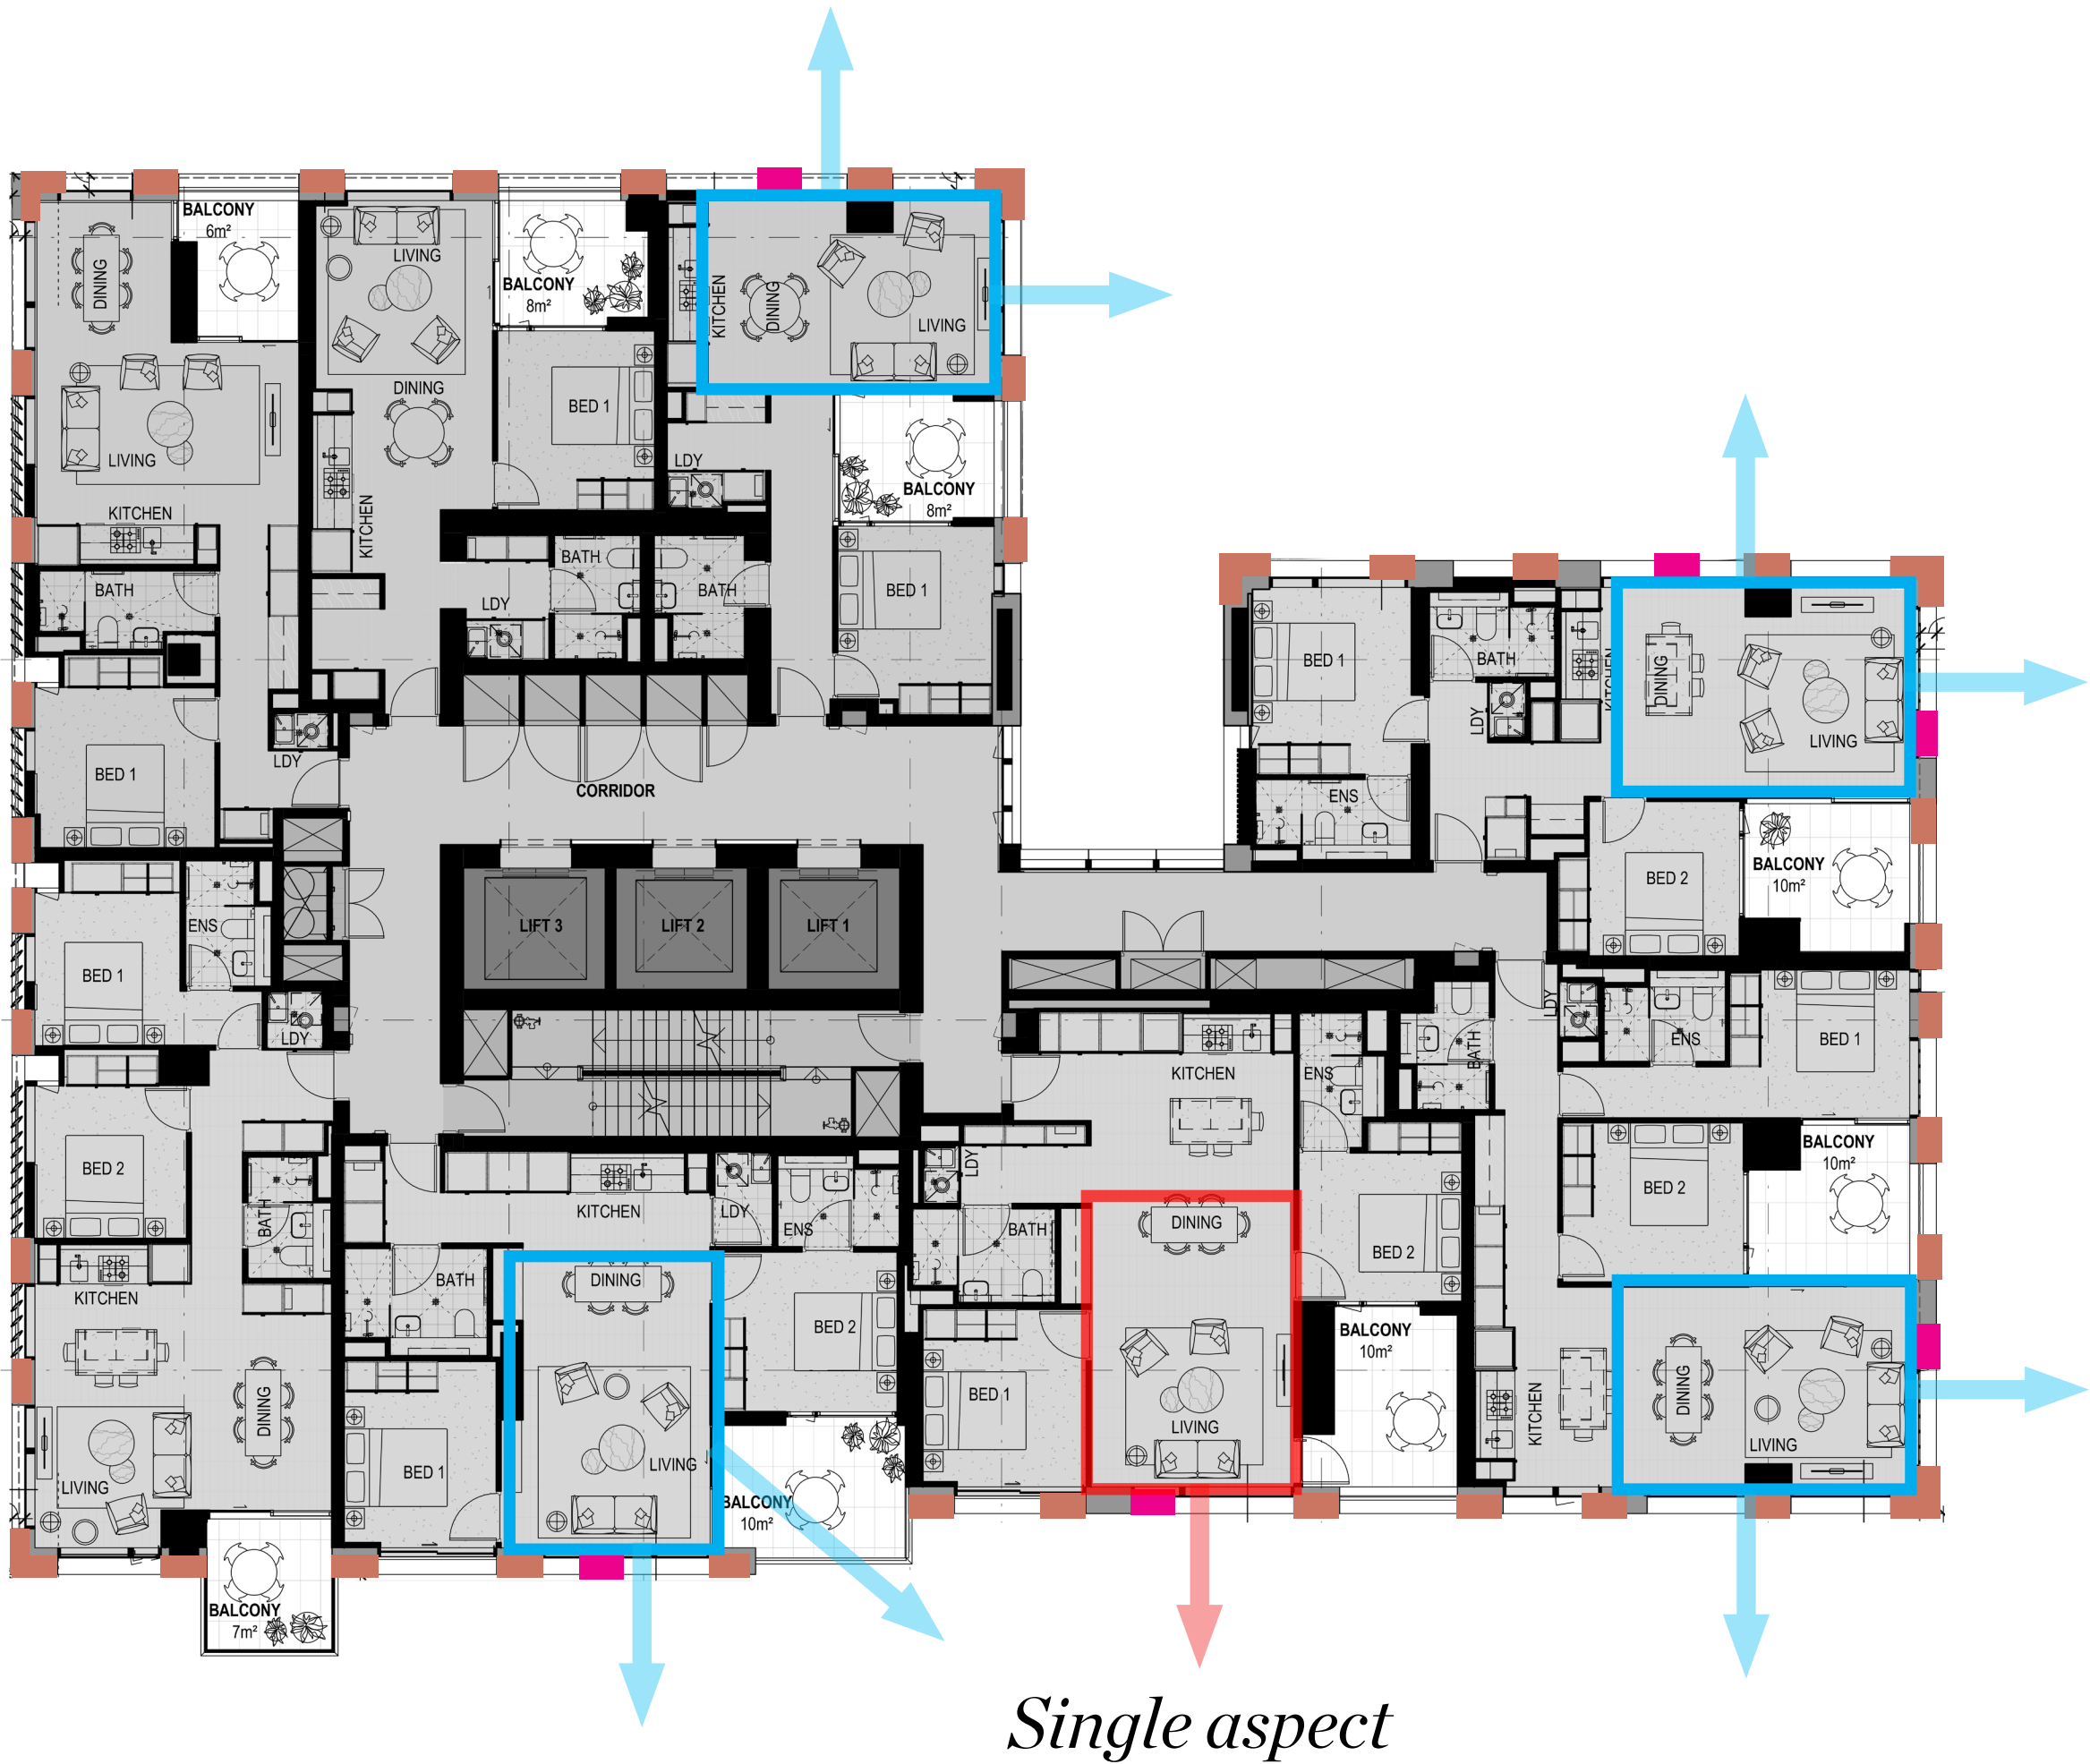 BALCONY
6m²
DINING
LIVING
KITCHEN
BATH
BED 1
LDY
LIVING
BALCONY
8m²
DINING
BED 1
KITCHEN
BATH
LDY
KITCHEN
DINING
LIVING
LDY
BALCONY
8m²
BATH
BED 1
CORRIDOR
LIFT 3
LIFT 2
LIFT 1
BED 1
BATH
KITCHEN
DINING
LIVING
LDY
ENS
BED 2
BALCONY
10m²
BED 1
ENS
LDY
BED 2
BATH
KITCHEN
DINING
LIVING
BALCONY
7m²
KITCHEN
LDY
ENS
DINING
BATH
BED 2
BED 1
LIVING
BALCONY
10m²
KITCHEN
ENS
LDY
DINING
BATH
BED 2
BALCONY
10m²
BED 1
LIVING
LDY
BATH
ENS
BED 1
BALCONY
10m²
BED 2
KITCHEN
DINING
LIVING
Single aspect